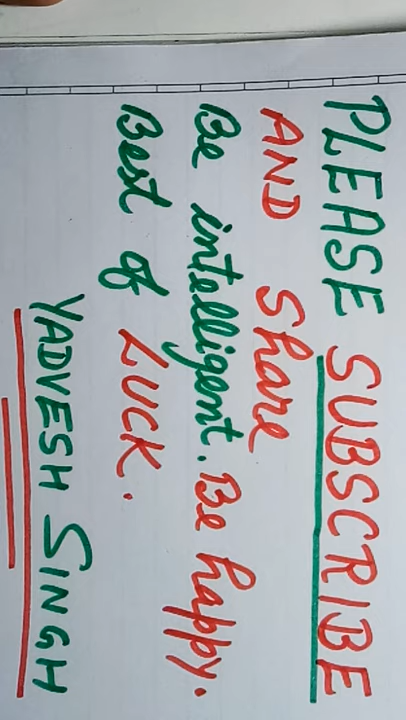 PLEASE SUBSCRIBE
AND Share
Be intelligent. Be happy.
Best of LUCK.
YADVESH SINGH